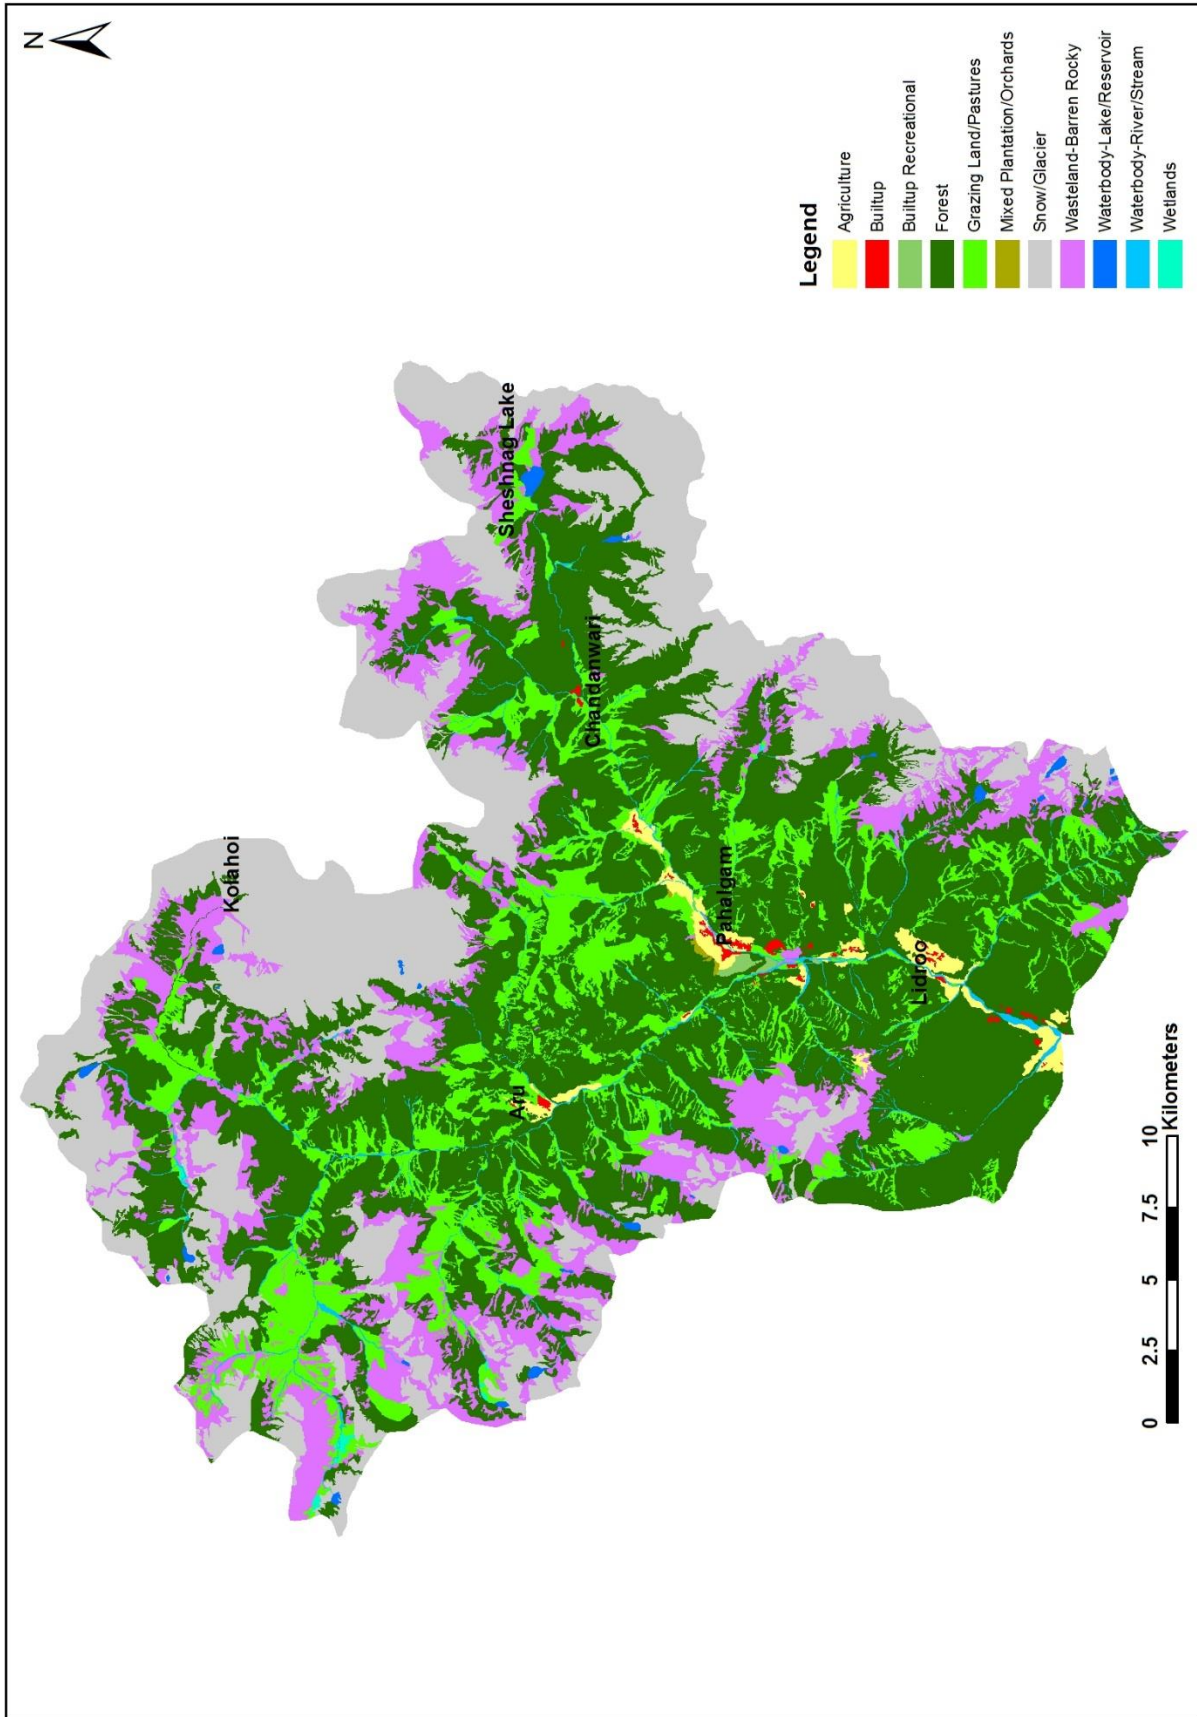 N
Kolahoi
Sheshnag Lake
Aru
Chandanwari
Pahalgam
Lidroo
Legend
Agriculture
Builtup
Builtup Recreational
Forest
Grazing Land/Pastures
Mixed Plantation/Orchards
Snow/Glacier
Wasteland-Barren Rocky
Waterbody-Lake/Reservoir
Waterbody-River/Stream
Wetlands
0 2.5 5 7.5 10
Kilometers